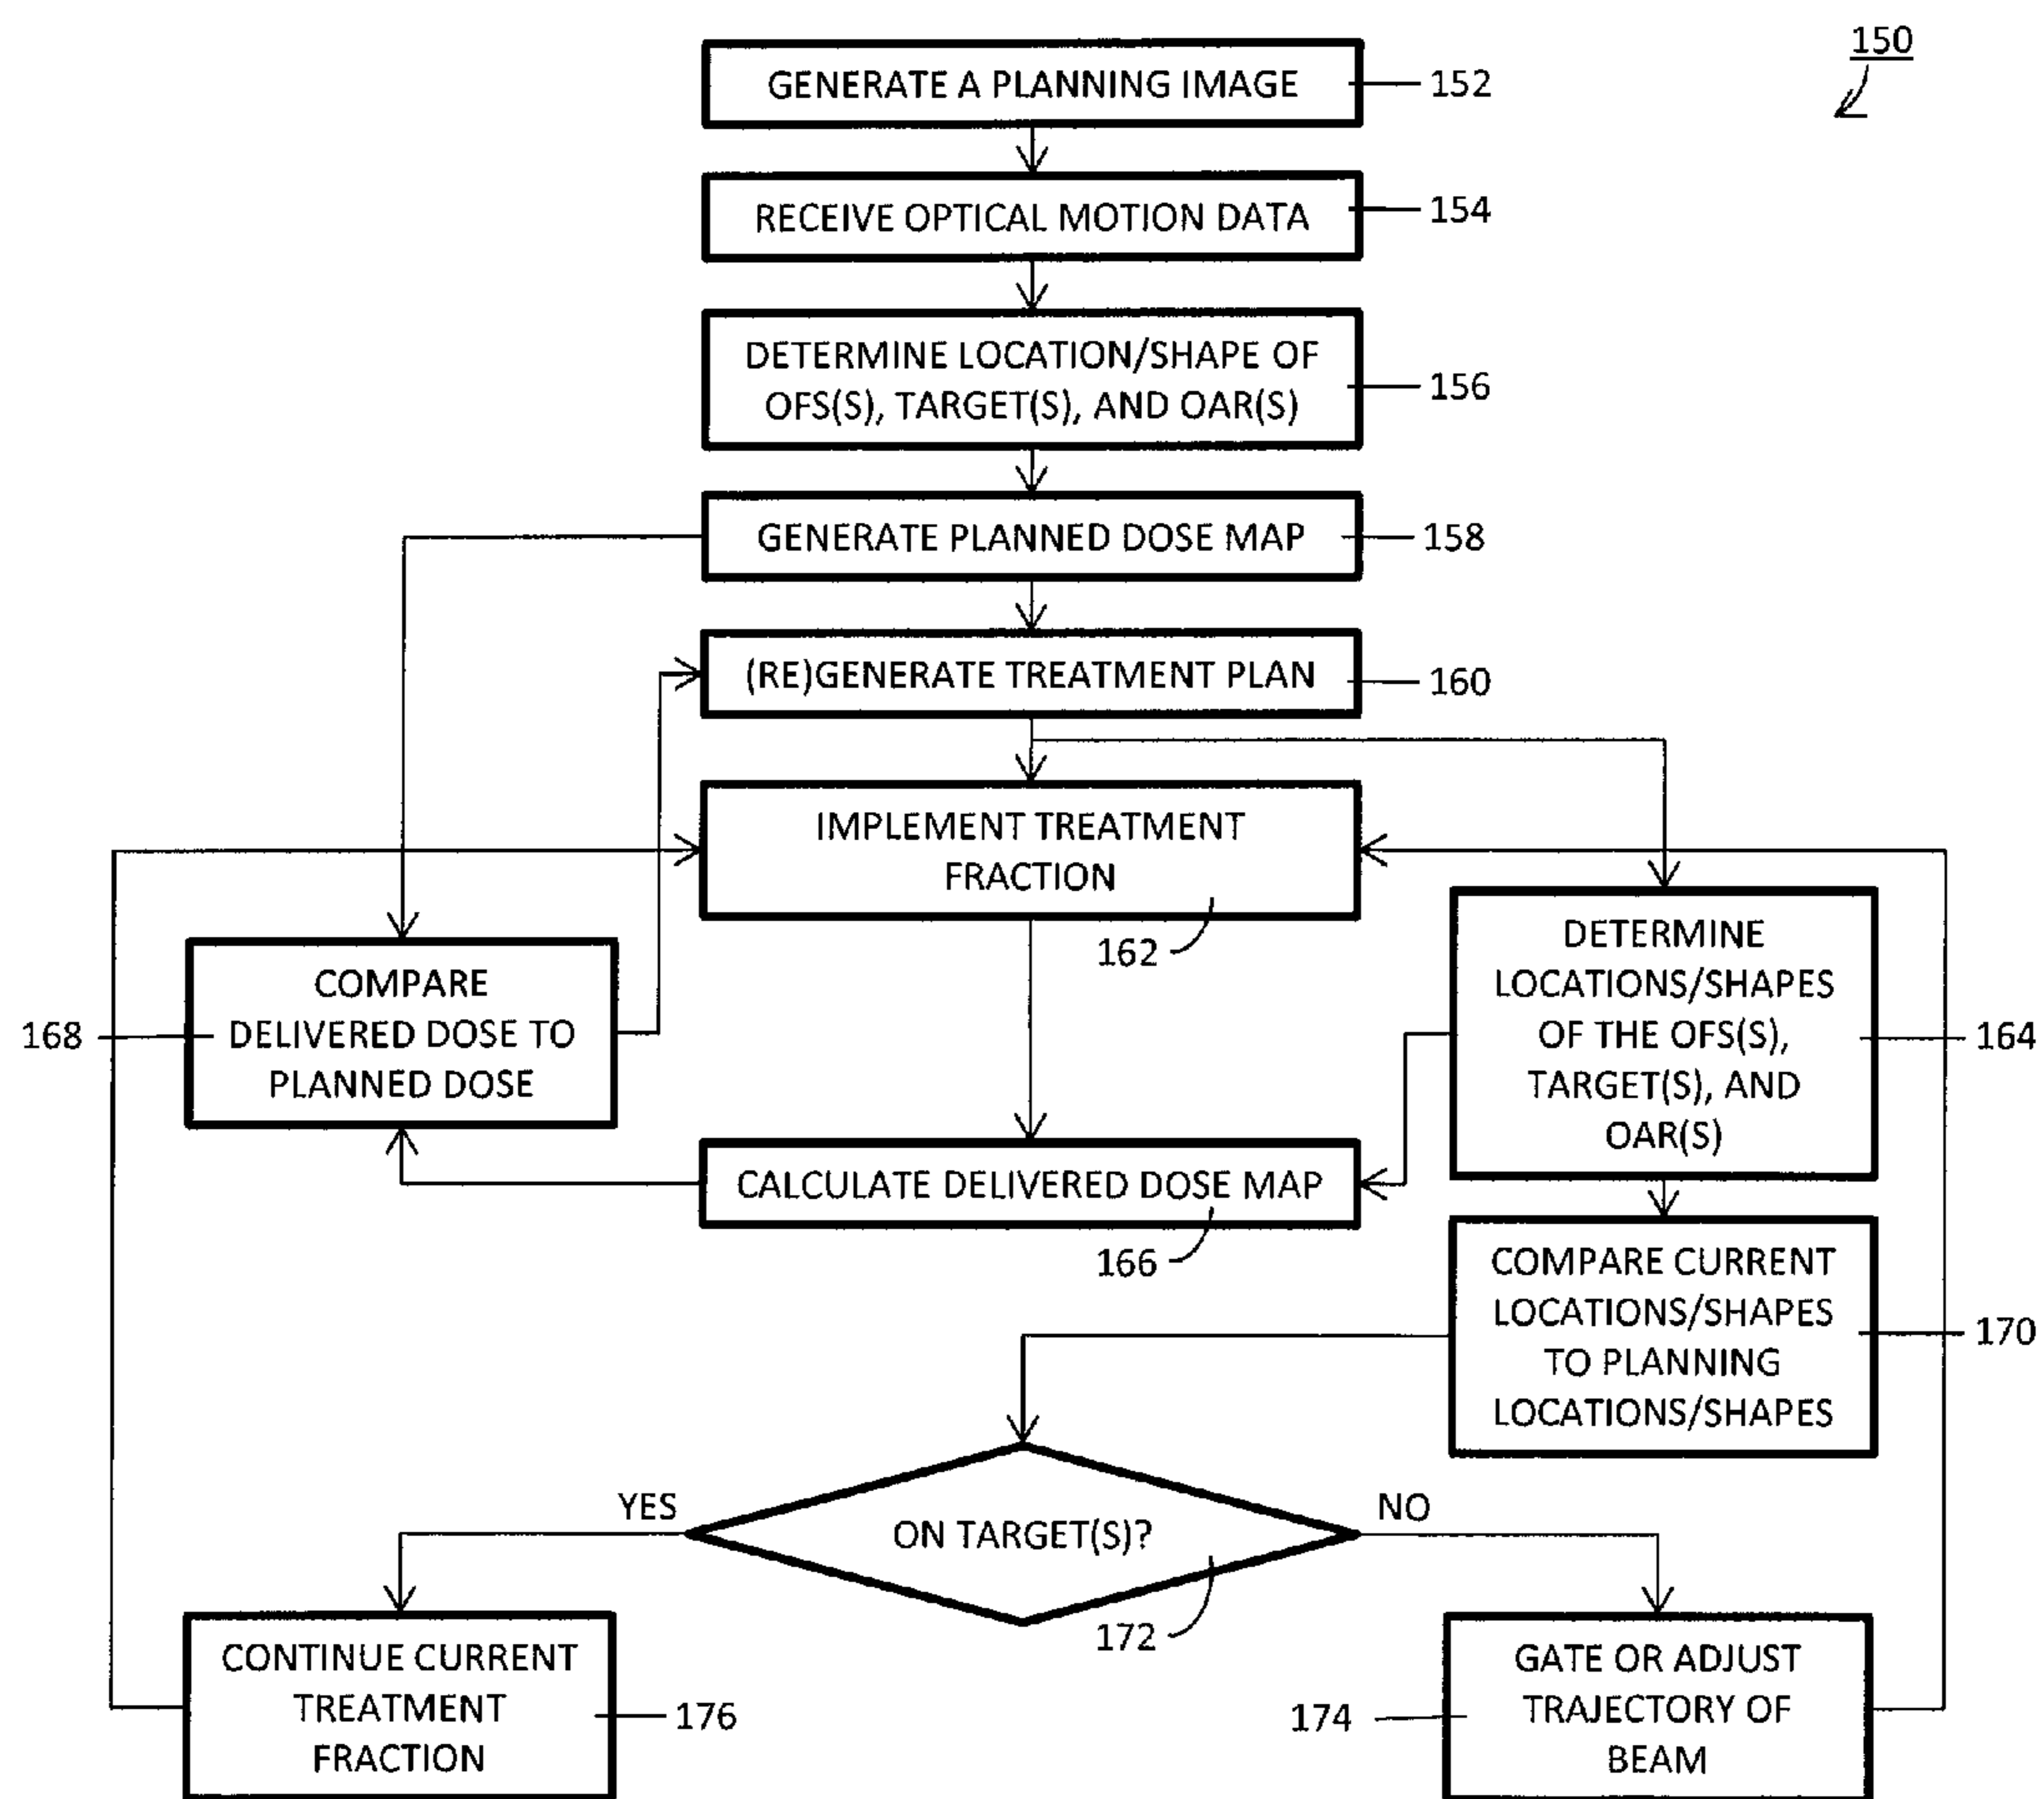 150
GENERATE A PLANNING IMAGE
152
RECEIVE OPTICAL MOTION DATA
154
DETERMINE LOCATION/SHAPE OF
OFS(S), TARGET(S), AND OAR(S)
156
GENERATE PLANNED DOSE MAP
158
(RE)GENERATE TREATMENT PLAN
160
IMPLEMENT TREATMENT
FRACTION
162
COMPARE
DELIVERED DOSE TO
PLANNED DOSE
168
DETERMINE
LOCATIONS/SHAPES
OF THE OFS(S),
TARGET(S), AND
OAR(S)
164
CALCULATE DELIVERED DOSE MAP
166
COMPARE CURRENT
LOCATIONS/SHAPES
TO PLANNING
LOCATIONS/SHAPES
170
YES
ON TARGET(S)?
NO
172
CONTINUE CURRENT
TREATMENT
FRACTION
176
174
GATE OR ADJUST
TRAJECTORY OF
BEAM